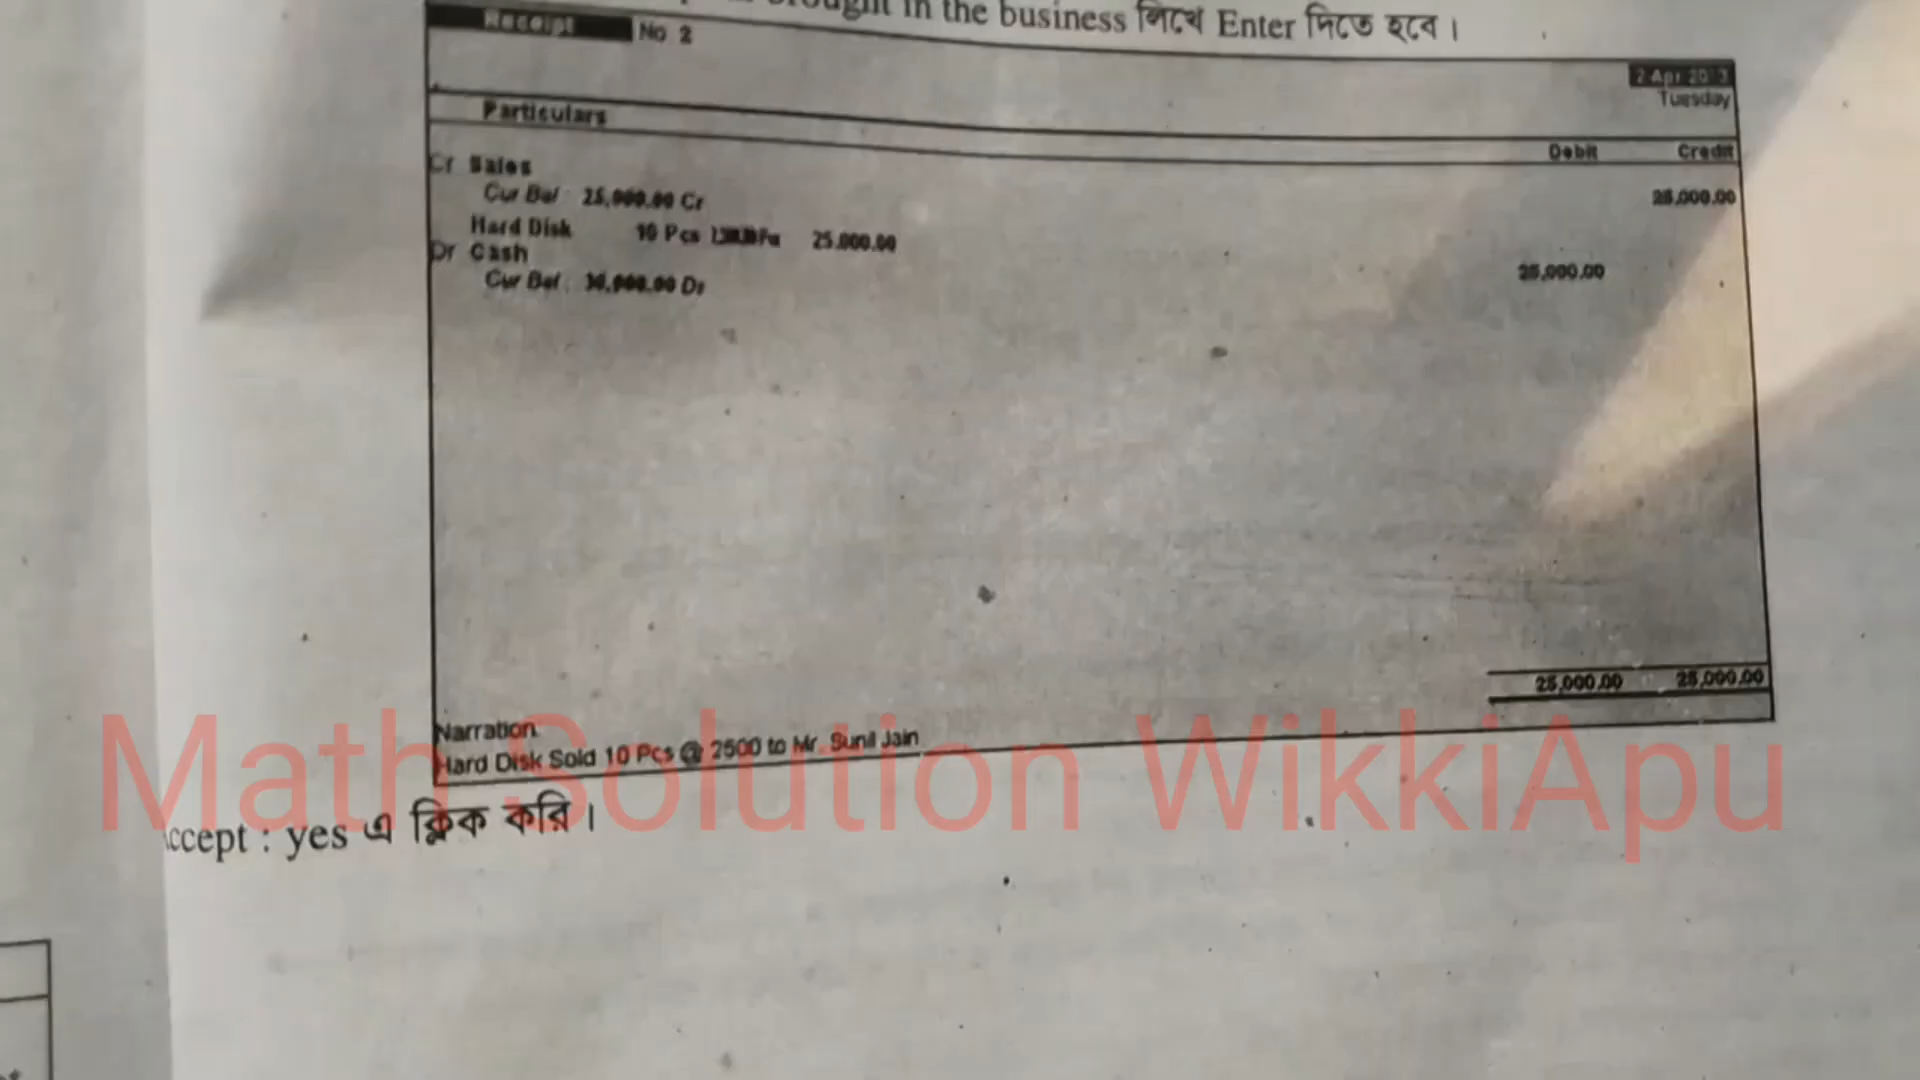 brought in the business লিখে Enter দিতে হবে।
Receipt No 2
2 Apr
Tuesday
Particulars
Debit Credit
Cr Sales 25,000.00
Cur Bal : 25,000.00 Cr
Hard Disk 10 Pcs 25,000.00
Dr Cash 25,000.00
Cur Bal : Dr
25,000.00 25,000.00
Narration:
Hard Disk Sold 10 Pcs @ 2500 to Mr. Sunil Jain
Math Solution WikkiApu
Accept : yes এ ক্লিক করি।